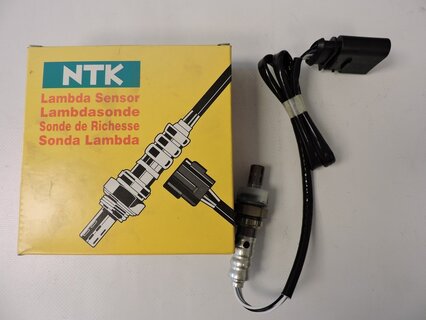 NTK
Lambda Sensor
Lambdasonde
Sonde de Richesse
Sonda Lambda